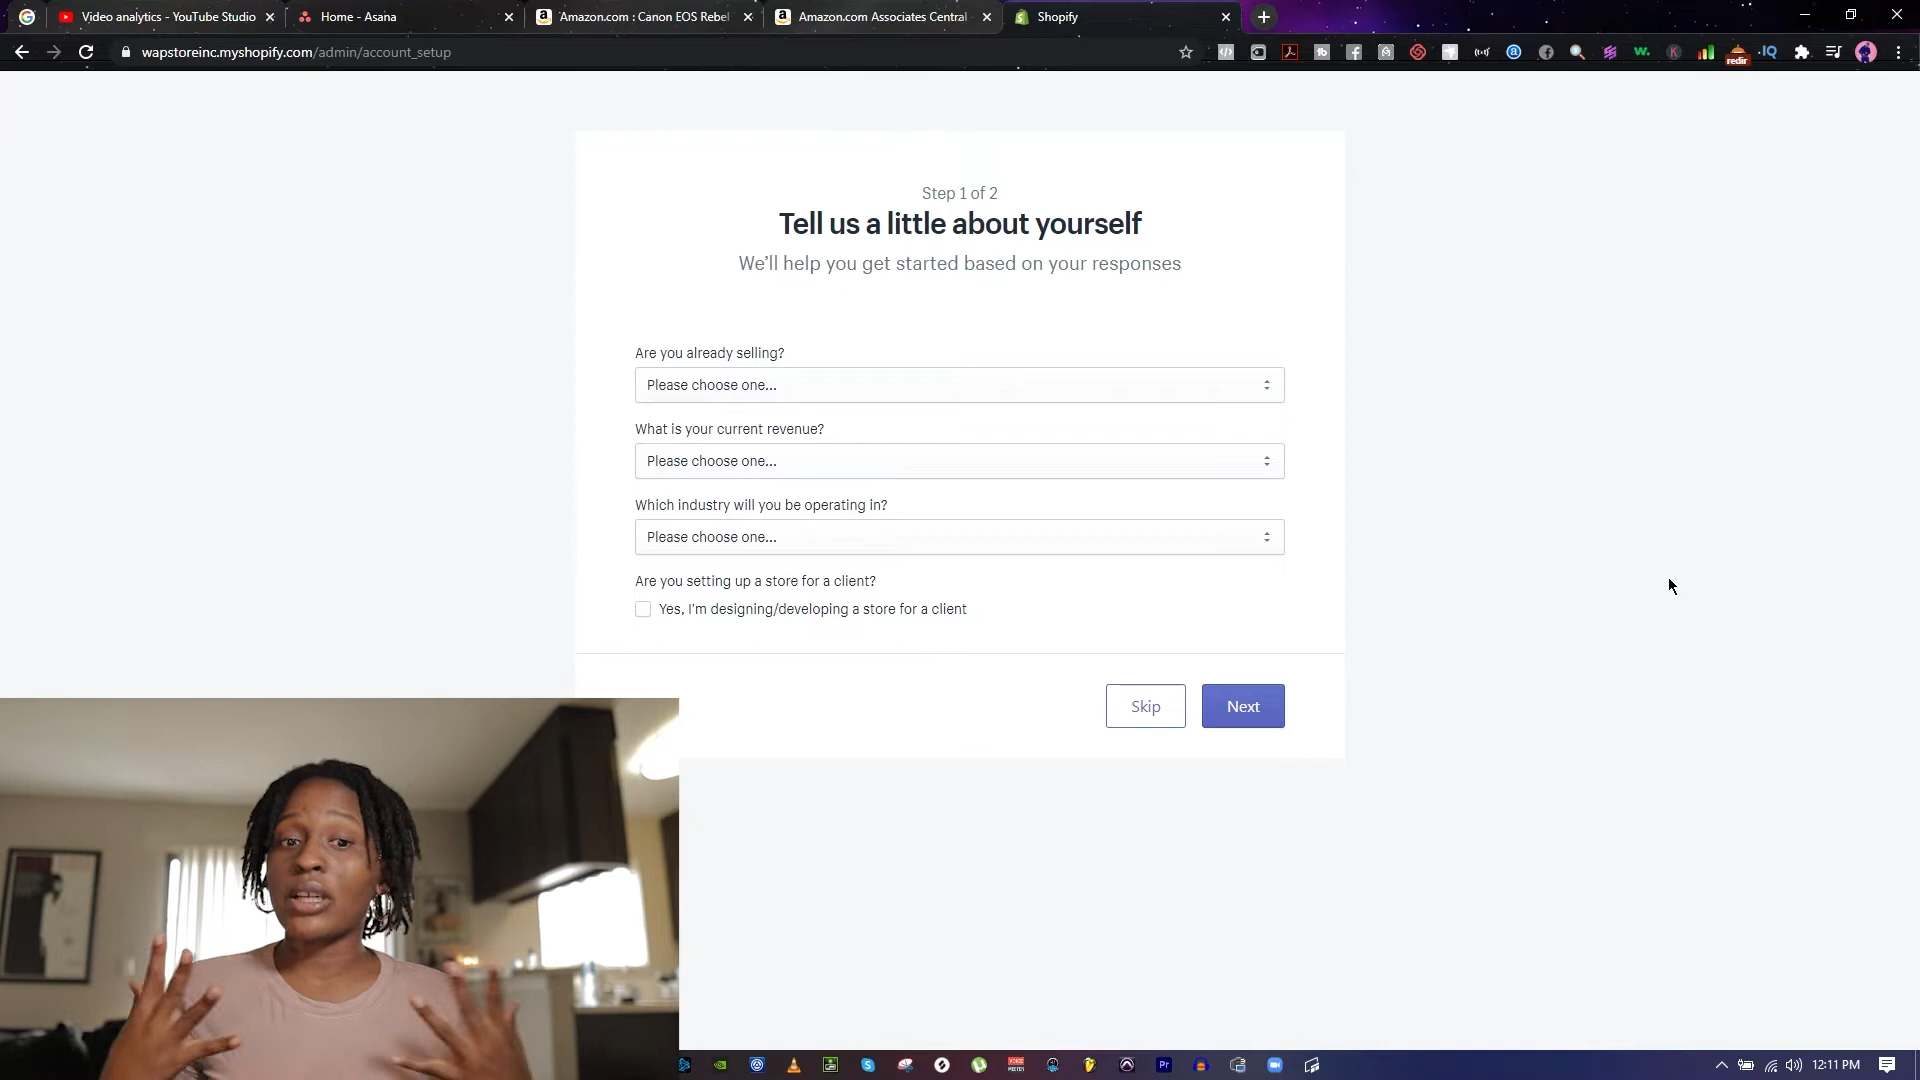 Video analytics - YouTube Studio
Home - Asana
Amazon.com : Canon EOS Rebel
Amazon.com Associates Central
Shopify
wapstoreinc.myshopify.com/admin/account_setup
redir
Step 1 of 2
Tell us a little about yourself
We'll help you get started based on your responses
Are you already selling?
Please choose one...
What is your current revenue?
Please choose one...
Which industry will you be operating in?
Please choose one...
Are you setting up a store for a client?
Yes, I'm designing/developing a store for a client
Skip
Next
12:11 PM